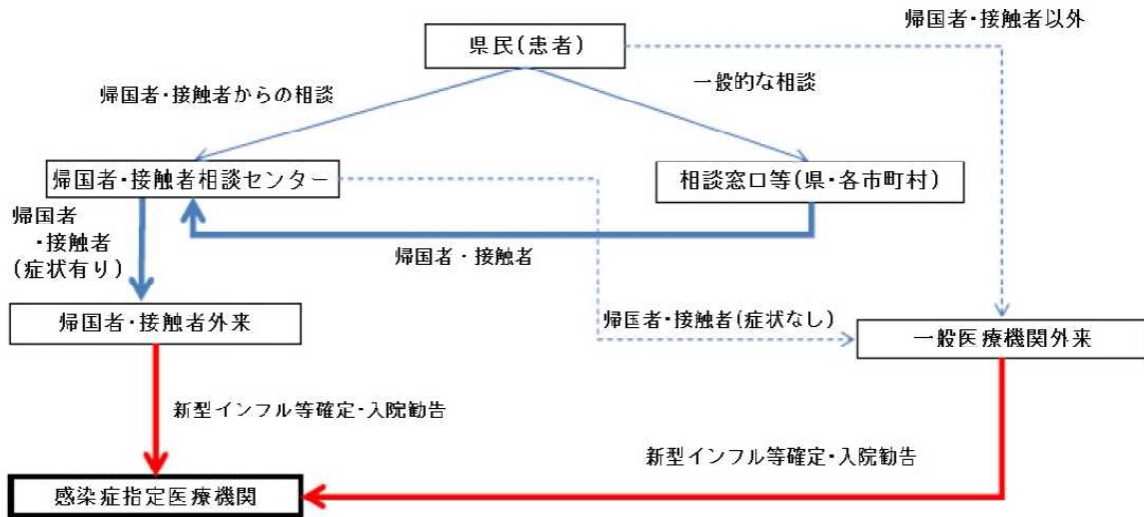 帰国者・接触者以外
県民(患者)
帰国者・接触者からの相談
一般的な相談
帰国者・接触者相談センター
相談窓口等(県・各市町村)
帰国者
・接触者
(症状有り)
帰国者・接触者
帰国者・接触者外来
帰国者・接触者(症状なし)
一般医療機関外来
新型インフル等確定・入院勧告
新型インフル等確定・入院勧告
感染症指定医療機関